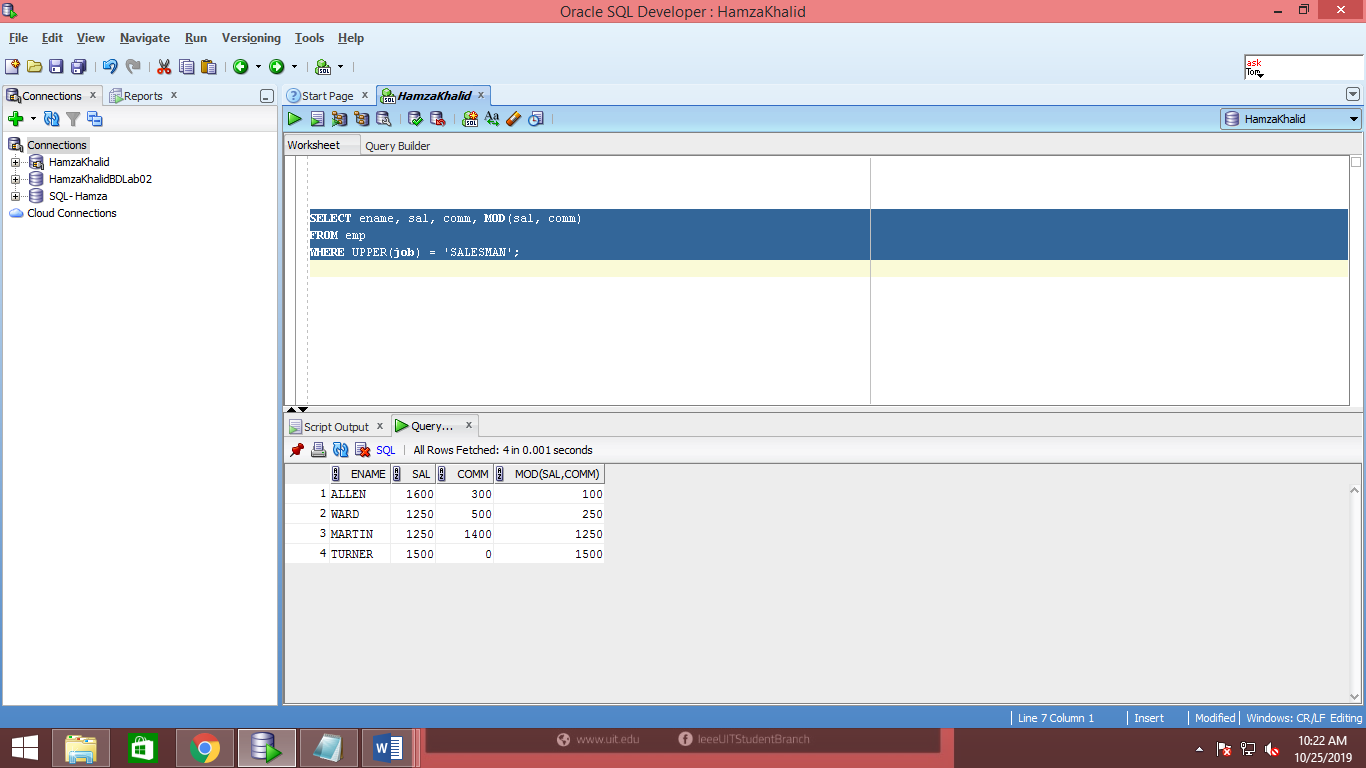 Oracle SQL Developer : HamzaKhalid
File Edit View Navigate Run Versioning Tools Help
ask
Tom
Connections x Reports x
Start Page x HamzaKhalid x
HamzaKhalid
Connections
HamzaKhalid
HamzaKhalidBDLab02
SQL- Hamza
Cloud Connections
Worksheet Query Builder
SELECT ename, sal, comm, MOD(sal, comm)
FROM emp
WHERE UPPER(job) = 'SALESMAN';
Script Output x Query... x
SQL | All Rows Fetched: 4 in 0.001 seconds
ENAME SAL COMM MOD(SAL,COMM)
1 ALLEN 1600 300 100
2 WARD 1250 500 250
3 MARTIN 1250 1400 1250
4 TURNER 1500 0 1500
Line 7 Column 1 | Insert | Modified | Windows: CR/LF Editing
www.uit.edu IeeeUITStudentBranch
10:22 AM
10/25/2019